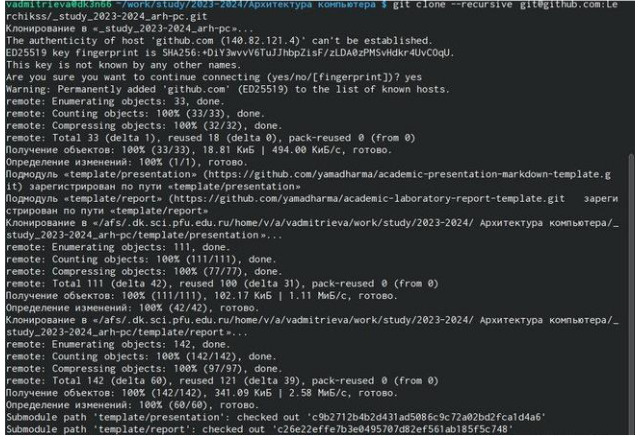 vadmitrieva@dk3n66 ~/work/study/2023-2024/Архитектура компьютера $ git clone --recursive git@github.com:Le
rchikss/_study_2023-2024_arh-pc.git
Клонирование в «_study_2023-2024_arh-pc»...
The authenticity of host 'github.com (140.82.121.4)' can't be established.
ED25519 key fingerprint is SHA256:+DiY3wvvV6TuJJhbpZisF/zLDA0zPMSvHdkr4UvCOqU.
This key is not known by any other names.
Are you sure you want to continue connecting (yes/no/[fingerprint])? yes
Warning: Permanently added 'github.com' (ED25519) to the list of known hosts.
remote: Enumerating objects: 33, done.
remote: Counting objects: 100% (33/33), done.
remote: Compressing objects: 100% (32/32), done.
remote: Total 33 (delta 1), reused 18 (delta 0), pack-reused 0 (from 0)
Получение объектов: 100% (33/33), 18.81 КиБ | 494.00 КиБ/с, готово.
Определение изменений: 100% (1/1), готово.
Подмодуль «template/presentation» (https://github.com/yamadharma/academic-presentation-markdown-template.g
it) зарегистрирован по пути «template/presentation»
Подмодуль «template/report» (https://github.com/yamadharma/academic-laboratory-report-template.git) зареги
стрирован по пути «template/report»
Клонирование в «/afs/.dk.sci.pfu.edu.ru/home/v/a/vadmitrieva/work/study/2023-2024/ Архитектура компьютера/_
study_2023-2024_arh-pc/template/presentation»...
remote: Enumerating objects: 111, done.
remote: Counting objects: 100% (111/111), done.
remote: Compressing objects: 100% (77/77), done.
remote: Total 111 (delta 42), reused 100 (delta 31), pack-reused 0 (from 0)
Получение объектов: 100% (111/111), 102.17 КиБ | 1.11 МиБ/с, готово.
Определение изменений: 100% (42/42), готово.
Клонирование в «/afs/.dk.sci.pfu.edu.ru/home/v/a/vadmitrieva/work/study/2023-2024/ Архитектура компьютера/_
study_2023-2024_arh-pc/template/report»...
remote: Enumerating objects: 142, done.
remote: Counting objects: 100% (142/142), done.
remote: Compressing objects: 100% (97/97), done.
remote: Total 142 (delta 60), reused 121 (delta 39), pack-reused 0 (from 0)
Получение объектов: 100% (142/142), 341.09 КиБ | 2.58 МиБ/с, готово.
Определение изменений: 100% (60/60), готово.
Submodule path 'template/presentation': checked out 'c9b2712b4b2d431ad5086c9c72a02bd2fca1d4a6'
Submodule path 'template/report': checked out 'c26e22effe7b3e0495707d82ef561ab185f5c748'